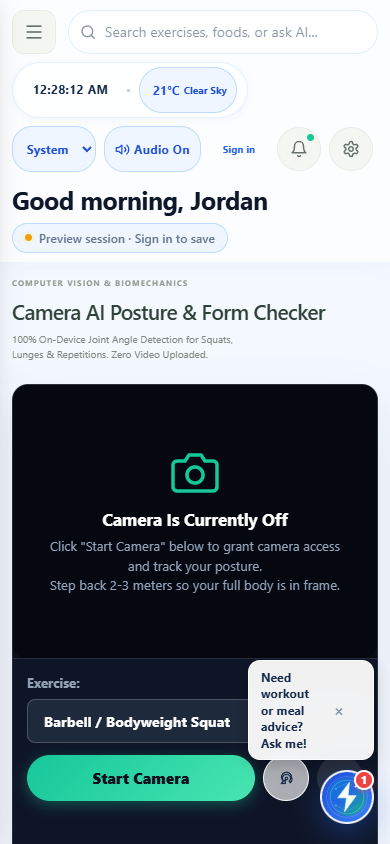 Search exercises, foods, or ask AI...
12:28:12 AM • 21°C Clear Sky
System Audio On Sign in
Good morning, Jordan
Preview session · Sign in to save
COMPUTER VISION & BIOMECHANICS
Camera AI Posture & Form Checker
100% On-Device Joint Angle Detection for Squats,
Lunges & Repetitions. Zero Video Uploaded.
Camera Is Currently Off
Click "Start Camera" below to grant camera access
and track your posture.
Step back 2-3 meters so your full body is in frame.
Exercise:
Barbell / Bodyweight Squat
Need
workout
or meal
advice?
Ask me!
×
Start Camera
1